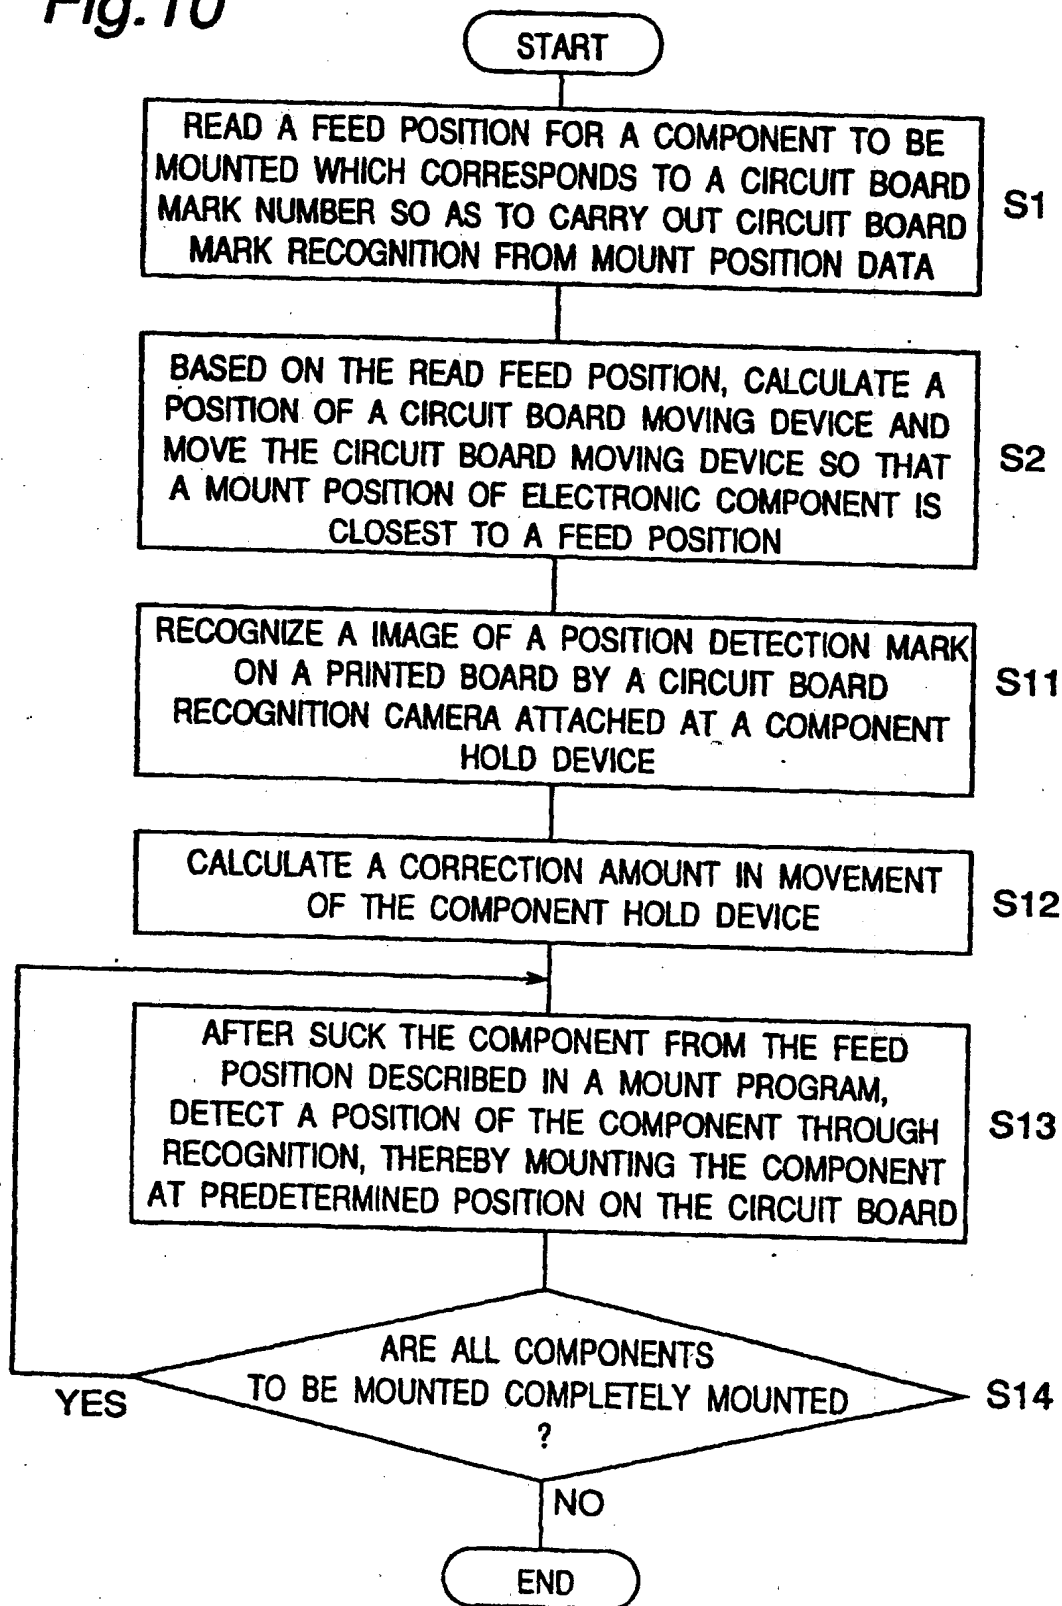 Fig.10
START
READ A FEED POSITION FOR A COMPONENT TO BE
MOUNTED WHICH CORRESPONDS TO A CIRCUIT BOARD
MARK NUMBER SO AS TO CARRY OUT CIRCUIT BOARD
MARK RECOGNITION FROM MOUNT POSITION DATA
S1
BASED ON THE READ FEED POSITION, CALCULATE A
POSITION OF A CIRCUIT BOARD MOVING DEVICE AND
MOVE THE CIRCUIT BOARD MOVING DEVICE SO THAT
A MOUNT POSITION OF ELECTRONIC COMPONENT IS
CLOSEST TO A FEED POSITION
S2
RECOGNIZE A IMAGE OF A POSITION DETECTION MARK
ON A PRINTED BOARD BY A CIRCUIT BOARD
RECOGNITION CAMERA ATTACHED AT A COMPONENT
HOLD DEVICE
S11
CALCULATE A CORRECTION AMOUNT IN MOVEMENT
OF THE COMPONENT HOLD DEVICE
S12
AFTER SUCK THE COMPONENT FROM THE FEED
POSITION DESCRIBED IN A MOUNT PROGRAM,
DETECT A POSITION OF THE COMPONENT THROUGH
RECOGNITION, THEREBY MOUNTING THE COMPONENT
AT PREDETERMINED POSITION ON THE CIRCUIT BOARD
S13
ARE ALL COMPONENTS
TO BE MOUNTED COMPLETELY MOUNTED
?
S14
YES
NO
END